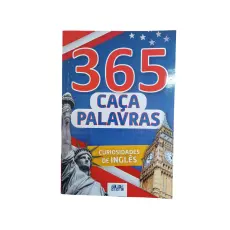 365
CAÇA
PALAVRAS
CURIOSIDADES
DE INGLÊS